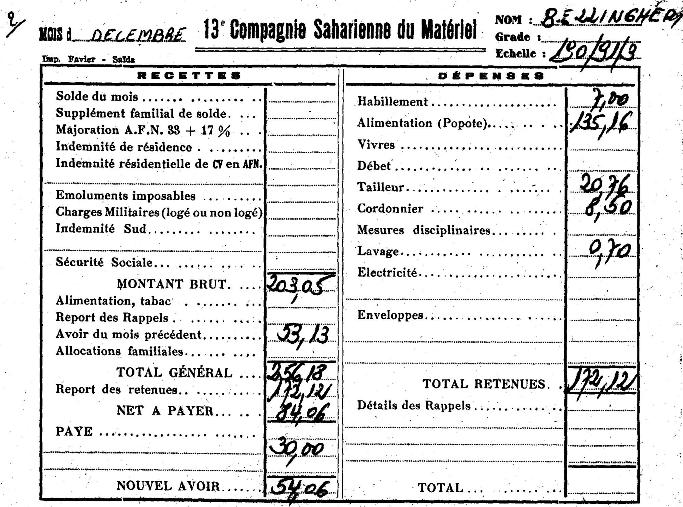 2/
MOIS d DECEMBRE
13e Compagnie Saharienne du Matériel
NOM : BELLINGHERI
Grade :
Echelle : 190/91/9
Imp. Favier - Saïda
RECETTES
Solde du mois
Supplément familial de solde.
Majoration A.F.N. 33 + 17 %
Indemnité de résidence
Indemnité résidentielle de CV en AFN.
Emoluments imposables
Charges Militaires (logé ou non logé)
Indemnité Sud
Sécurité Sociale
MONTANT BRUT. 203,05
Alimentation, tabac
Report des Rappels
Avoir du mois précédent 53,13
Allocations familiales
TOTAL GÉNÉRAL 256,18
Report des retenues 172,12
NET A PAYER 84,06
PAYE
30,00
NOUVEL AVOIR 54,06
DÉPENSES
Habillement 7,00
Alimentation (Popote). 135,16
Vivres
Débet
Tailleur 20,76
Cordonnier 8,50
Mesures disciplinaires
Lavage 0,70
Electricité
Enveloppes
TOTAL RETENUES. 172,12
Détails des Rappels
TOTAL